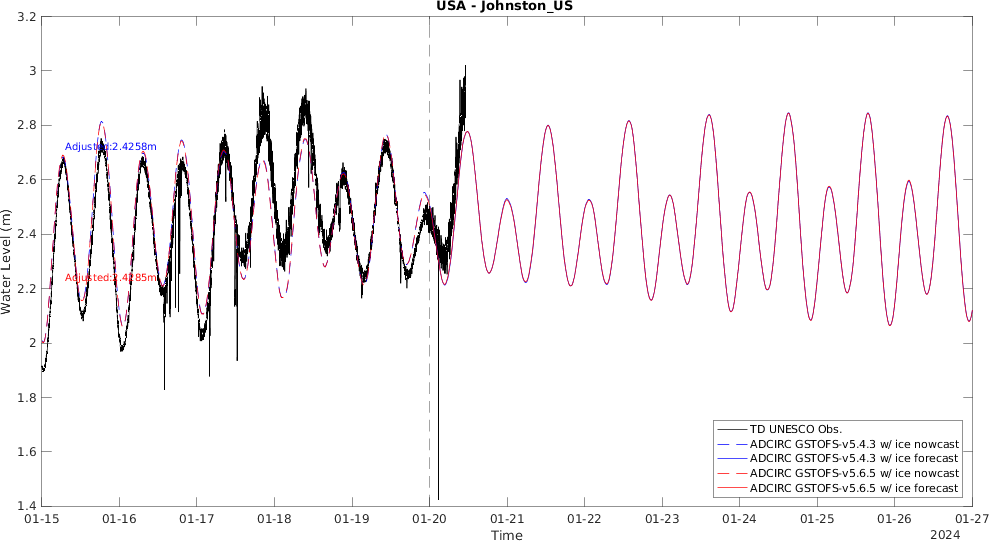 USA - Johnston_US
3.2
3
2.8
2.6
2.4
2.2
2
1.8
1.6
1.4
Water Level (m)
Adjusted:2.4258m
Adjusted:2.4285m
TD UNESCO Obs.
ADCIRC GSTOFS-v5.4.3 w/ ice nowcast
ADCIRC GSTOFS-v5.4.3 w/ ice forecast
ADCIRC GSTOFS-v5.6.5 w/ ice nowcast
ADCIRC GSTOFS-v5.6.5 w/ ice forecast
01-15 01-16 01-17 01-18 01-19 01-20 01-21 01-22 01-23 01-24 01-25 01-26 01-27
Time
2024